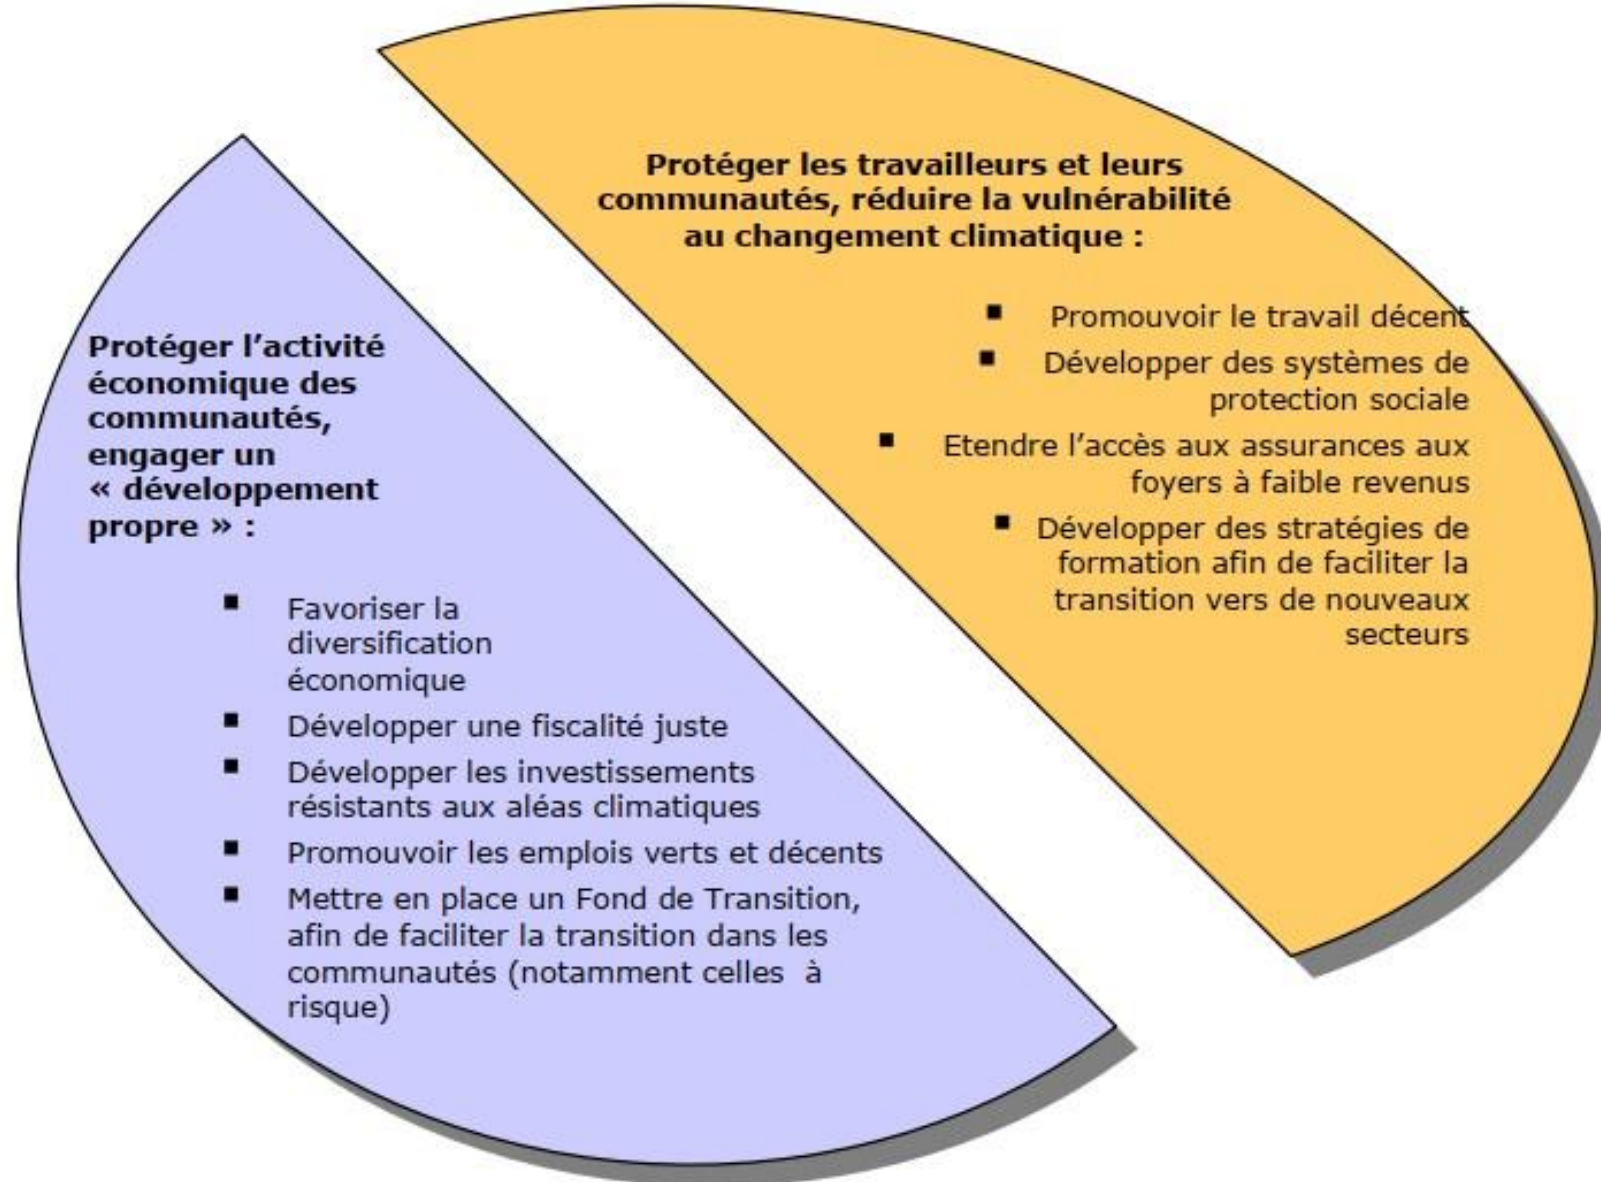 Protéger les travailleurs et leurs
communautés, réduire la vulnérabilité
au changement climatique :
▪ Promouvoir le travail décent
▪ Développer des systèmes de
protection sociale
▪ Etendre l’accès aux assurances aux
foyers à faible revenus
▪ Développer des stratégies de
formation afin de faciliter la
transition vers de nouveaux
secteurs
Protéger l’activité
économique des
communautés,
engager un
« développement
propre » :
▪ Favoriser la
diversification
économique
▪ Développer une fiscalité juste
▪ Développer les investissements
résistants aux aléas climatiques
▪ Promouvoir les emplois verts et décents
▪ Mettre en place un Fond de Transition,
afin de faciliter la transition dans les
communautés (notamment celles à
risque)